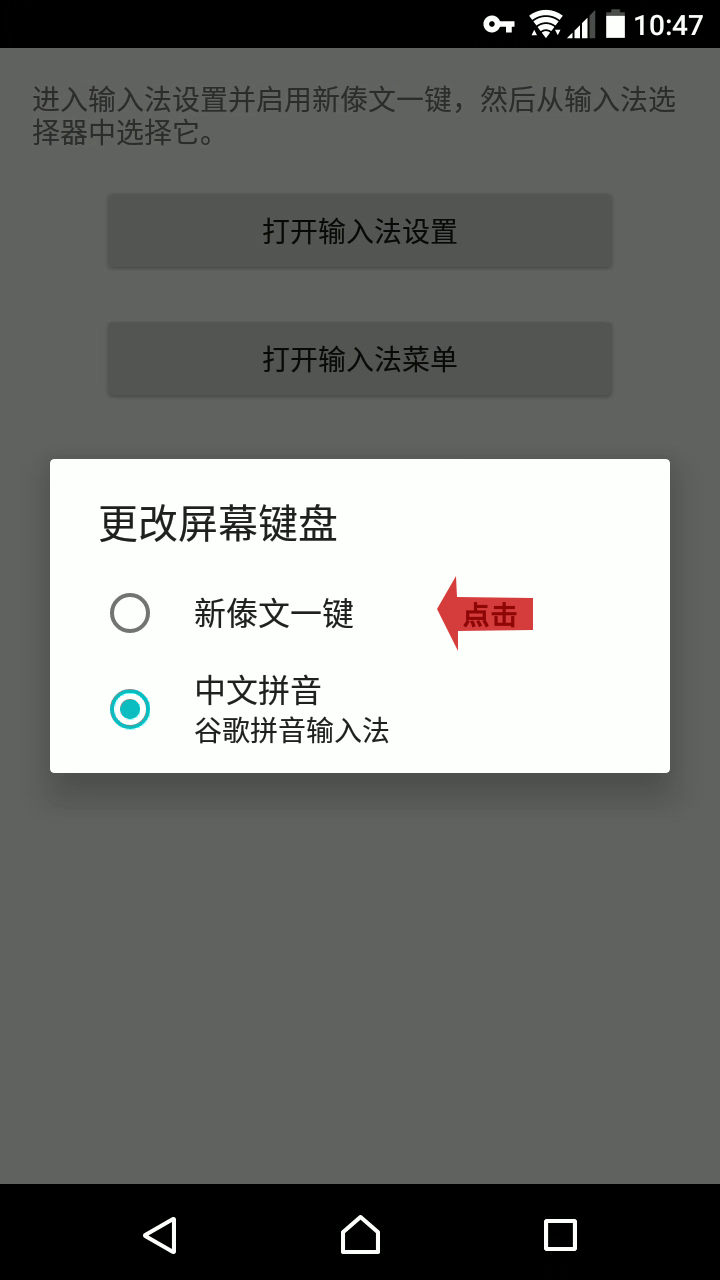 10:47
进入输入法设置并启用新傣文一键，然后从输入法选
择器中选择它。
打开输入法设置
打开输入法菜单
更改屏幕键盘
新傣文一键
点击
中文拼音
谷歌拼音输入法